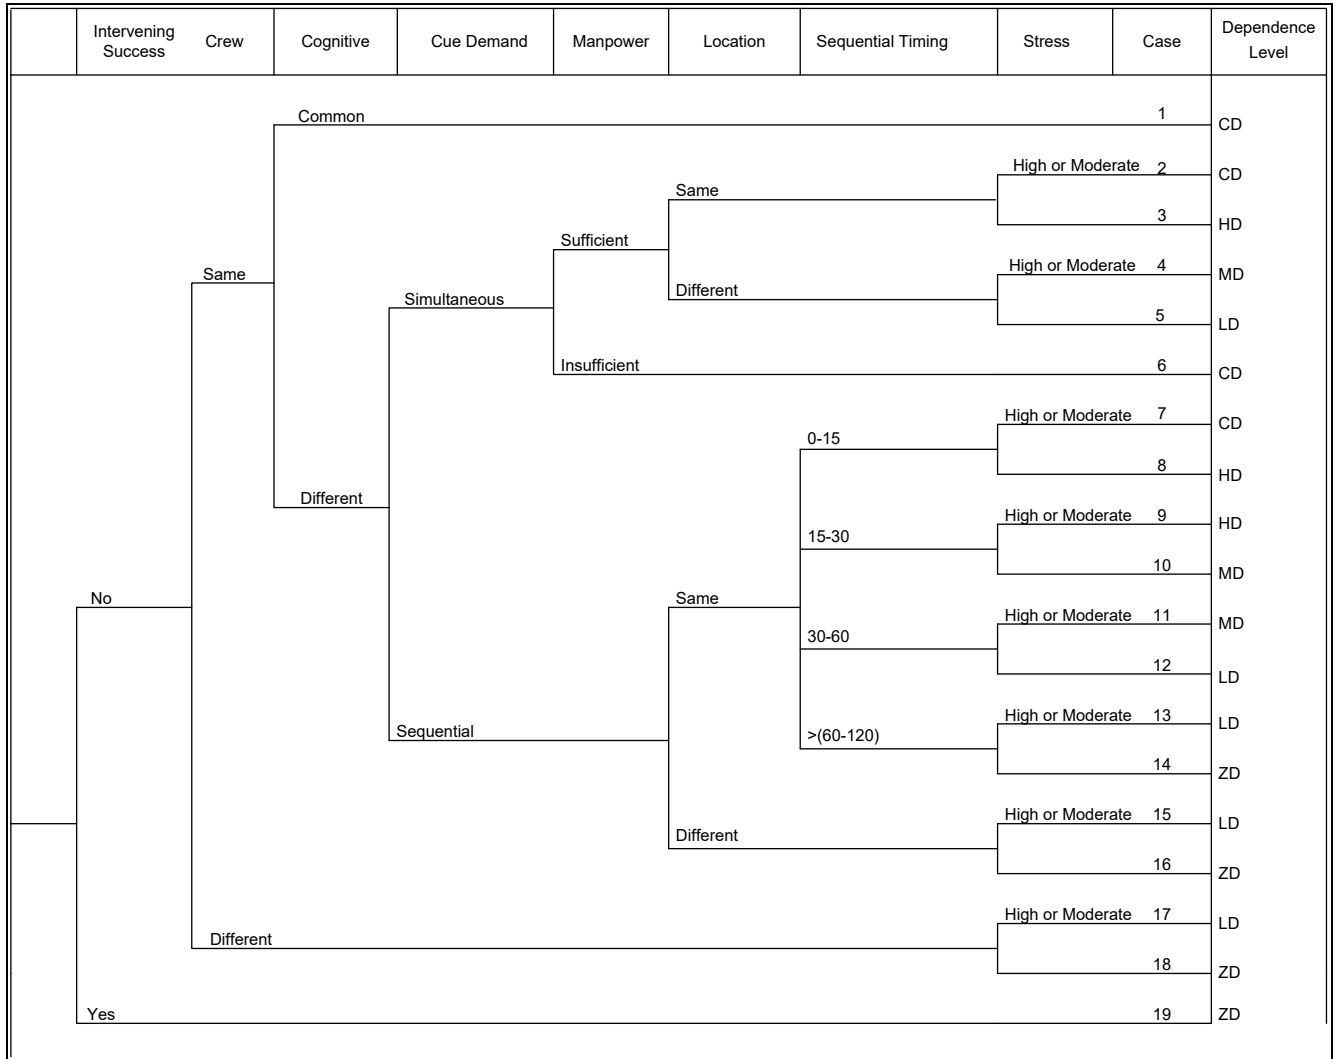 Intervening Success
Crew
Cognitive
Cue Demand
Manpower
Location
Sequential Timing
Stress
Case
Dependence Level
Common 1 CD
High or Moderate 2 CD
Same
3 HD
Sufficient
High or Moderate 4 MD
Same
Different
Simultaneous
5 LD
Insufficient 6 CD
High or Moderate 7 CD
0-15
8 HD
Different
High or Moderate 9 HD
15-30
10 MD
No
Same
High or Moderate 11 MD
30-60
12 LD
High or Moderate 13 LD
Sequential
>(60-120)
14 ZD
High or Moderate 15 LD
Different
16 ZD
High or Moderate 17 LD
Different
18 ZD
Yes 19 ZD